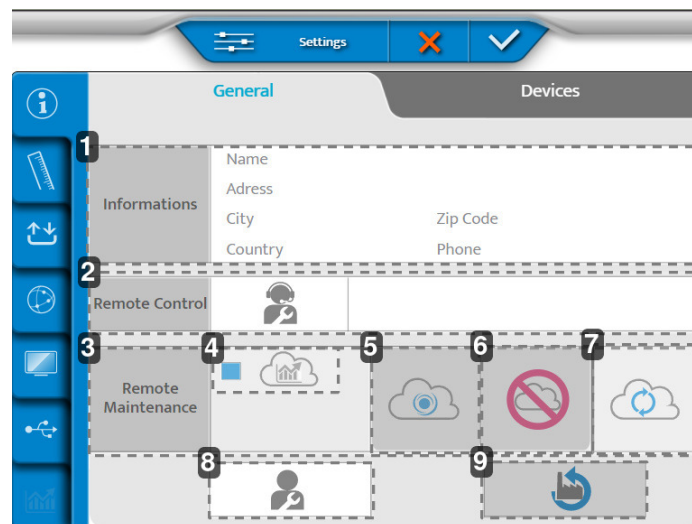 Settings
General
Devices
1
Informations
Name
Adress
City
Zip Code
Country
Phone
2
Remote Control
3
Remote
Maintenance
4
5
6
7
8
9